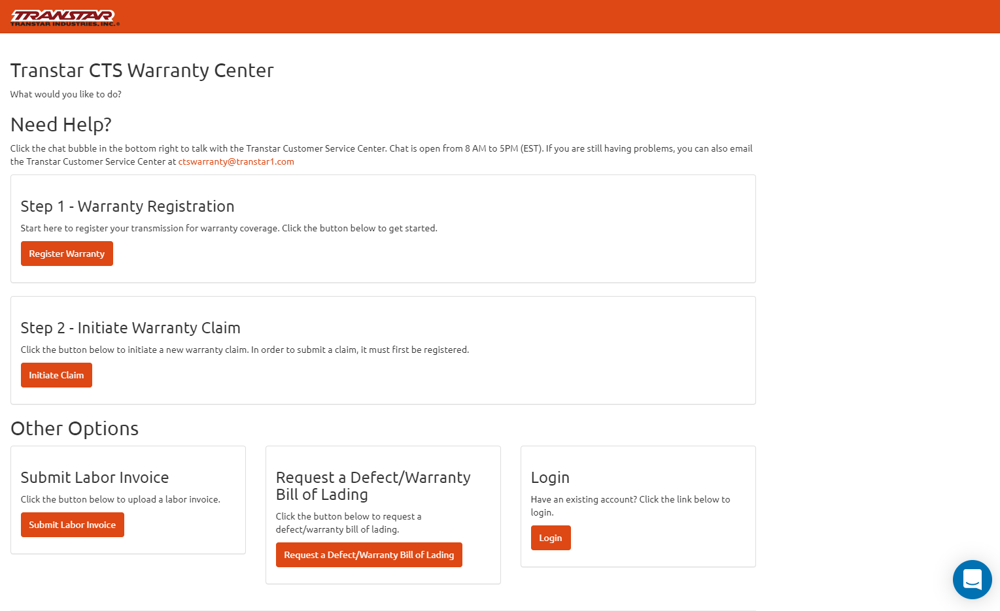 TRANSTAR
TRANSTAR INDUSTRIES, INC.®
Transtar CTS Warranty Center
What would you like to do?
Need Help?
Click the chat bubble in the bottom right to talk with the Transtar Customer Service Center. Chat is open from 8 AM to 5PM (EST). If you are still having problems, you can also email
the Transtar Customer Service Center at ctswarranty@transtar1.com
Step 1 - Warranty Registration
Start here to register your transmission for warranty coverage. Click the button below to get started.
Register Warranty
Step 2 - Initiate Warranty Claim
Click the button below to initiate a new warranty claim. In order to submit a claim, it must first be registered.
Initiate Claim
Other Options
Submit Labor Invoice
Click the button below to upload a labor invoice.
Submit Labor Invoice
Request a Defect/Warranty
Bill of Lading
Click the button below to request a
defect/warranty bill of lading.
Request a Defect/Warranty Bill of Lading
Login
Have an existing account? Click the link below to
login.
Login